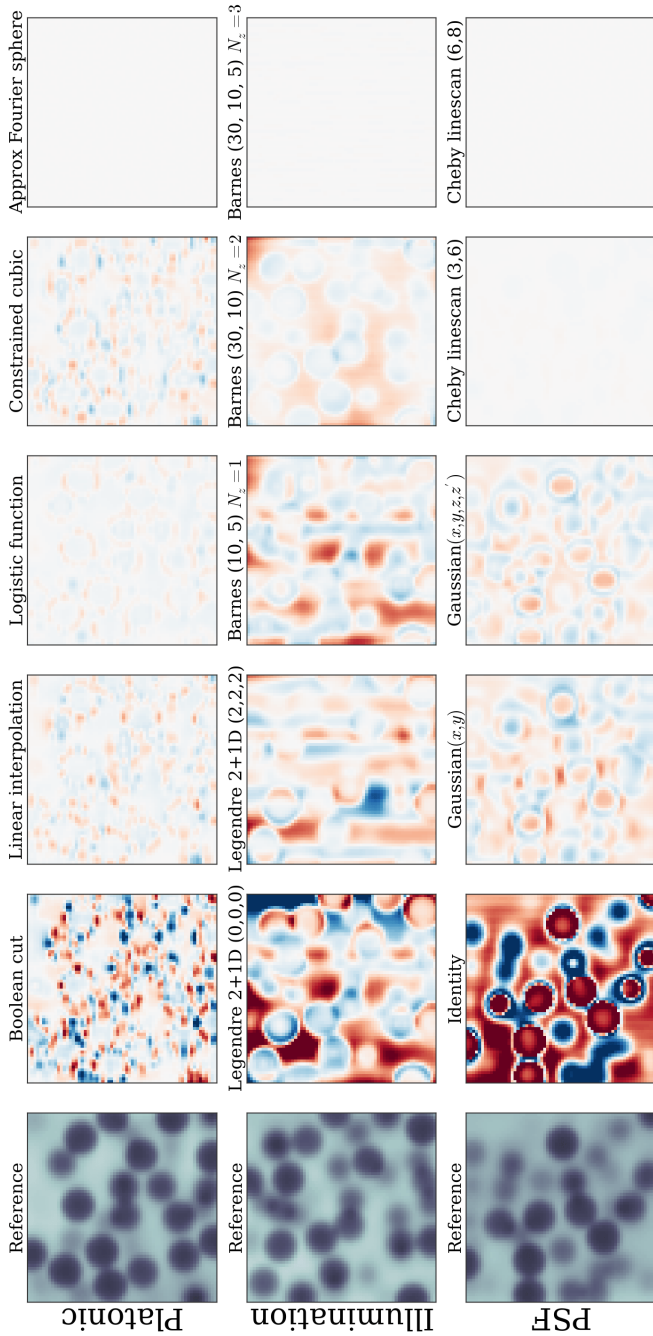 Platonic
Reference
Boolean cut
Linear interpolation
Logistic function
Constrained cubic
Approx Fourier sphere
Illumination
Reference
Legendre 2+1D (0,0,0)
Legendre 2+1D (2,2,2)
Barnes (10, 5) $N_z=1$
Barnes (30, 10) $N_z=2$
Barnes (30, 10, 5) $N_z=3$
PSF
Reference
Identity
Gaussian$(x,y)$
Gaussian$(x,y,z,z')$
Cheby linescan (3,6)
Cheby linescan (6,8)